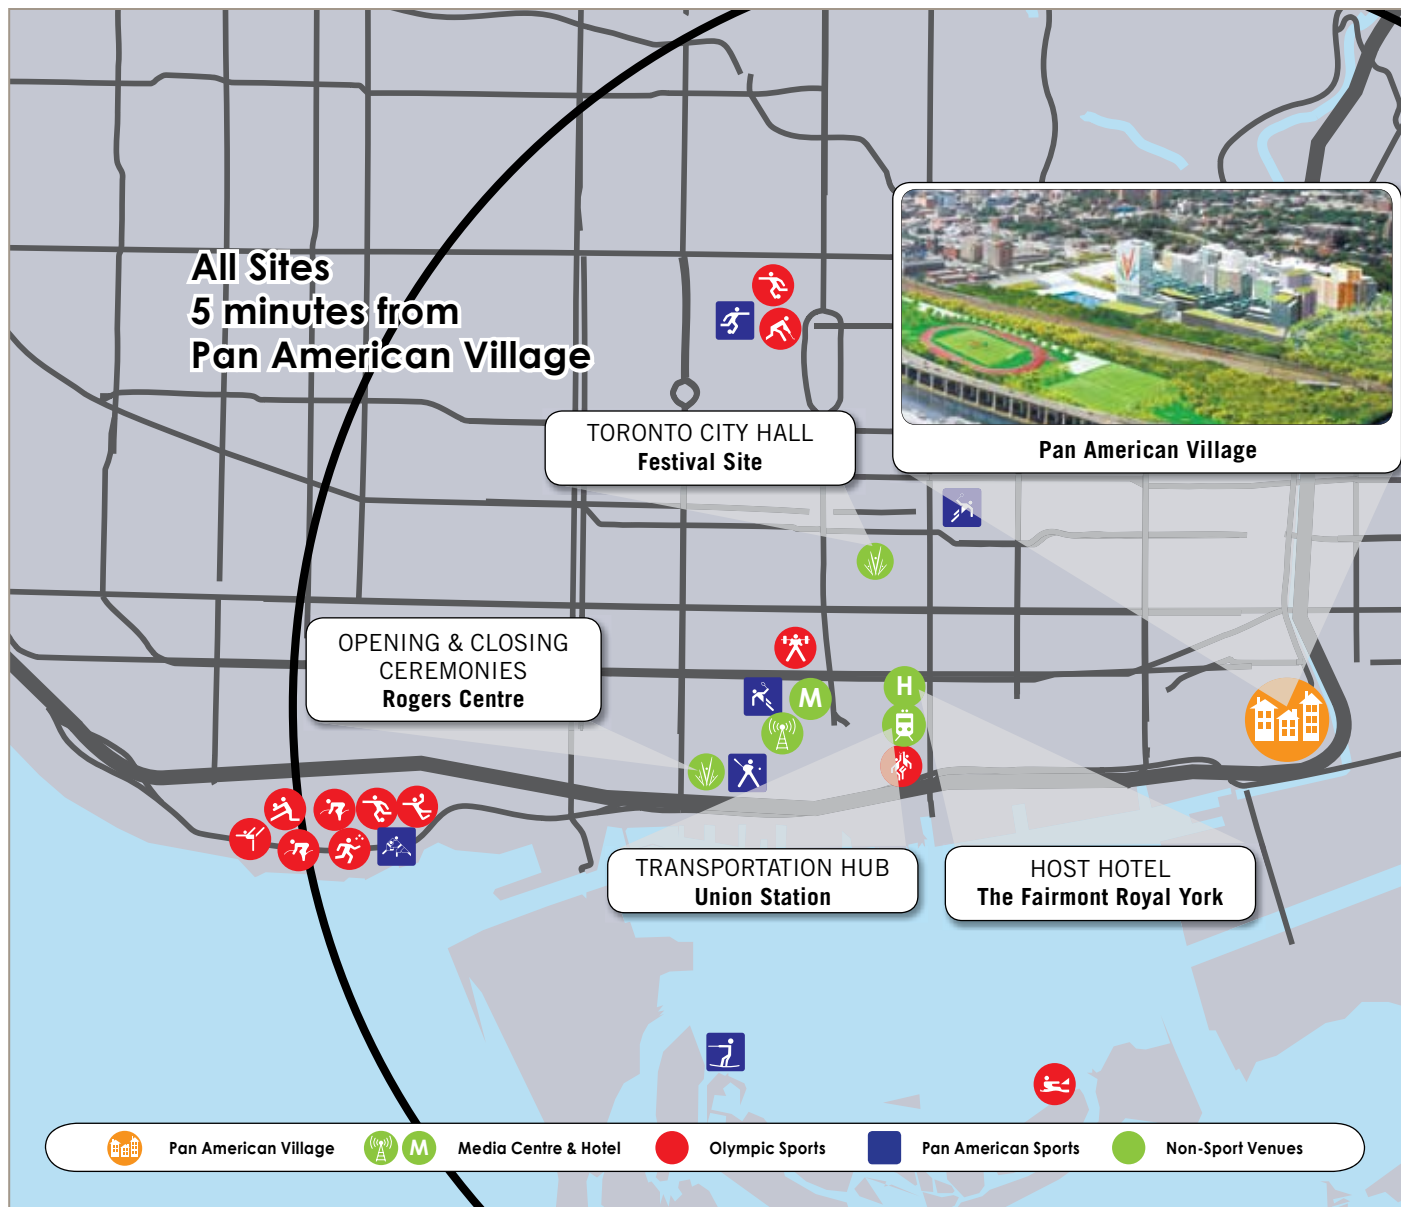 All Sites
5 minutes from
Pan American Village
TORONTO CITY HALL
Festival Site
Pan American Village
OPENING & CLOSING
CEREMONIES
Rogers Centre
M
H
TRANSPORTATION HUB
Union Station
HOST HOTEL
The Fairmont Royal York
Pan American Village
M
Media Centre & Hotel
Olympic Sports
Pan American Sports
Non-Sport Venues